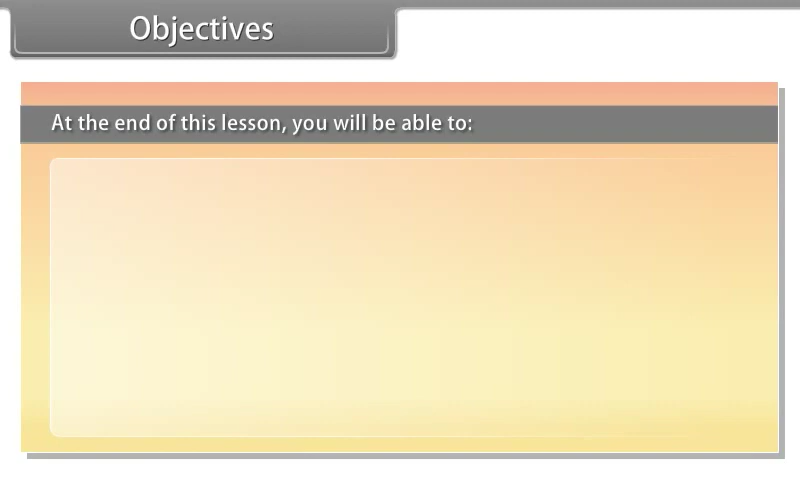 Objectives
At the end of this lesson, you will be able to: